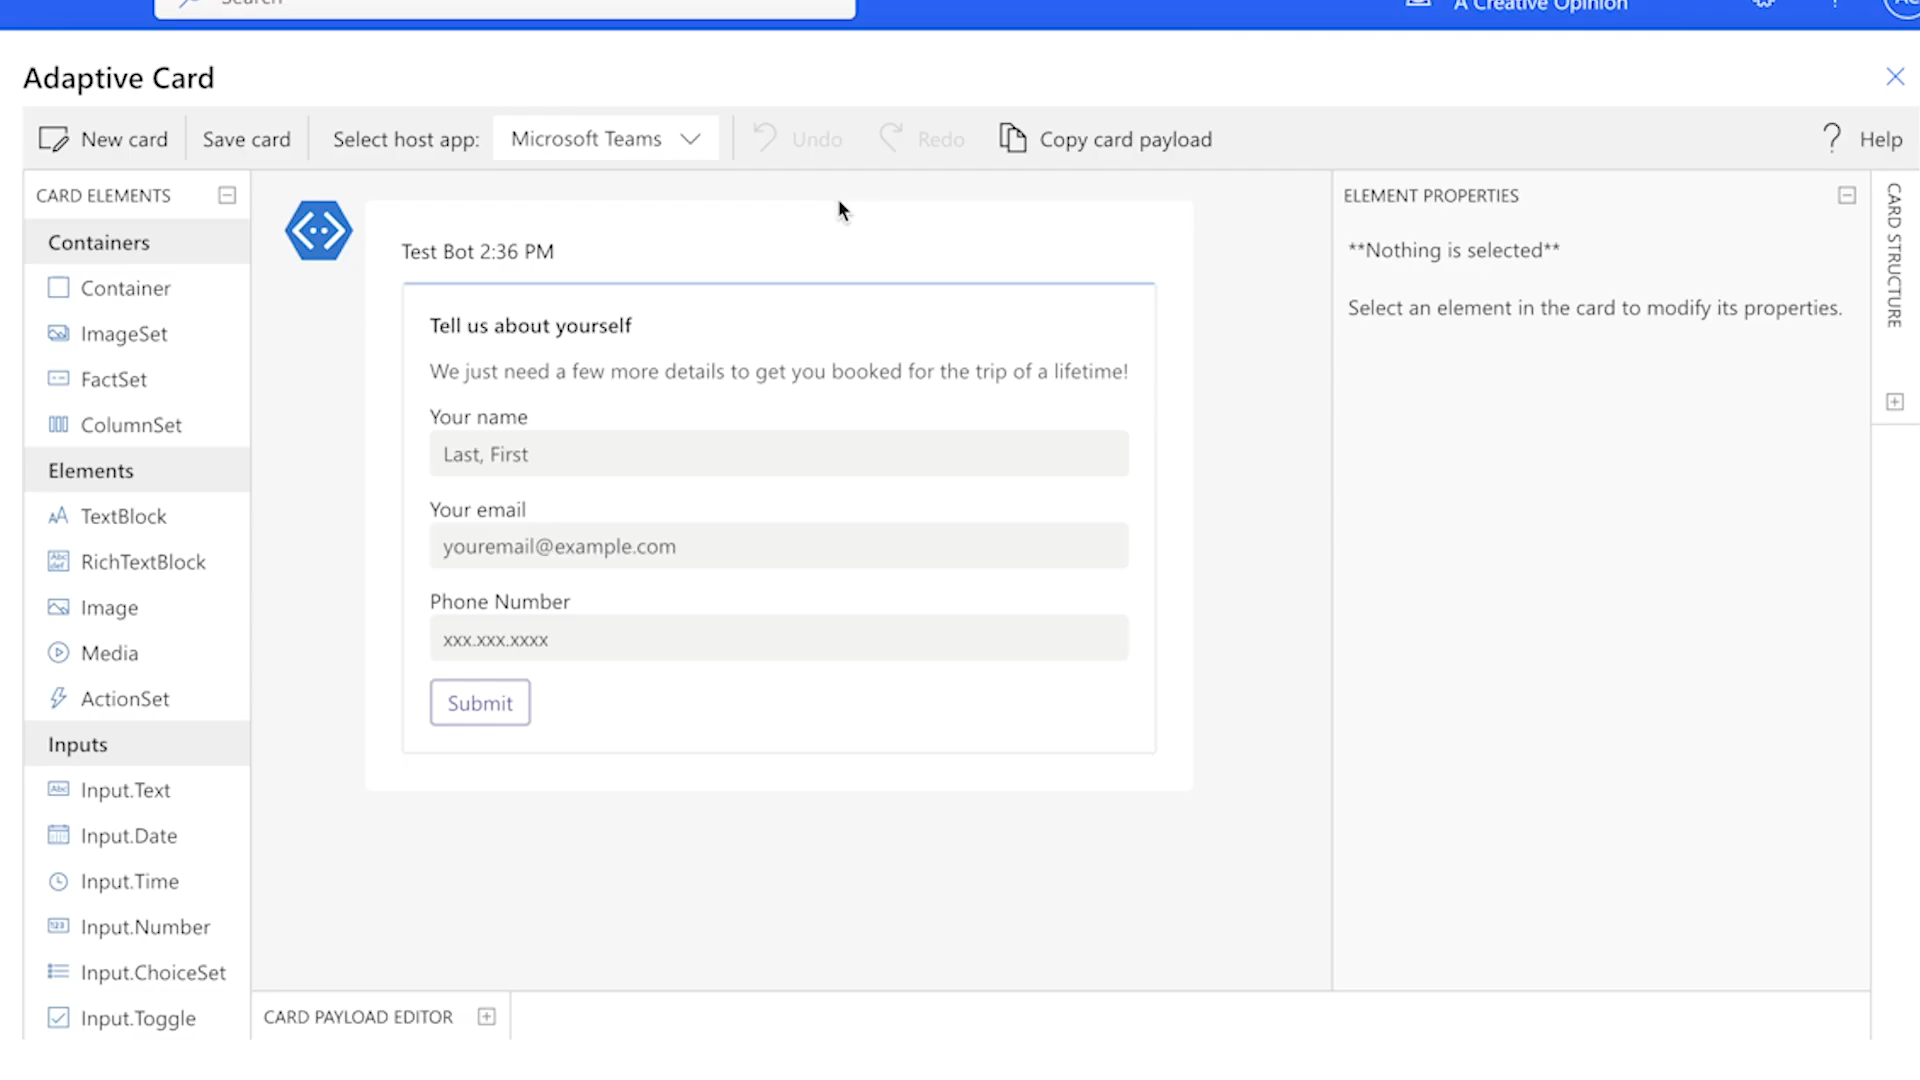 Search
A Creative Opinion
Adaptive Card
New card
Save card
Select host app:
Microsoft Teams
Undo
Redo
Copy card payload
? Help
CARD ELEMENTS
Containers
Container
ImageSet
FactSet
ColumnSet
Elements
TextBlock
RichTextBlock
Image
Media
ActionSet
Inputs
Input.Text
Input.Date
Input.Time
Input.Number
Input.ChoiceSet
Input.Toggle
Test Bot 2:36 PM
Tell us about yourself
We just need a few more details to get you booked for the trip of a lifetime!
Your name
Last, First
Your email
youremail@example.com
Phone Number
xxx.xxx.xxxx
Submit
CARD PAYLOAD EDITOR
ELEMENT PROPERTIES
**Nothing is selected**
Select an element in the card to modify its properties.
CARD STRUCTURE